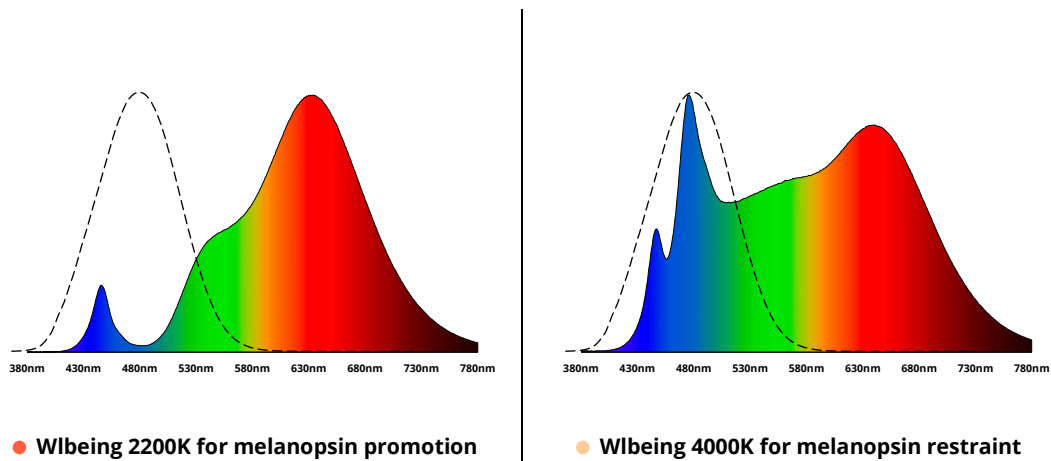 380nm 430nm 480nm 530nm 580nm 630nm 680nm 730nm 780nm
Wlbeing 2200K for melanopsin promotion
380nm 430nm 480nm 530nm 580nm 630nm 680nm 730nm 780nm
Wlbeing 4000K for melanopsin restraint